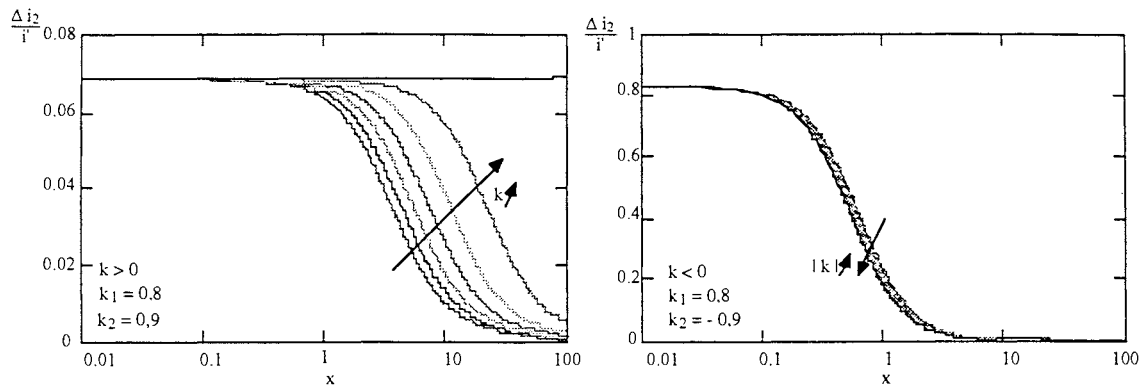 Δ i₂
i'
0.08
0.06
0.04
0.02
0
k
k > 0
k₁ = 0.8
k₂ = 0,9
0.01 0.1 1 10 100
x
Δ i₂
i'
1
0.8
0.6
0.4
0.2
0
|k|
k < 0
k₁ = 0.8
k₂ = - 0.9
0.01 0.1 1 10 100
x